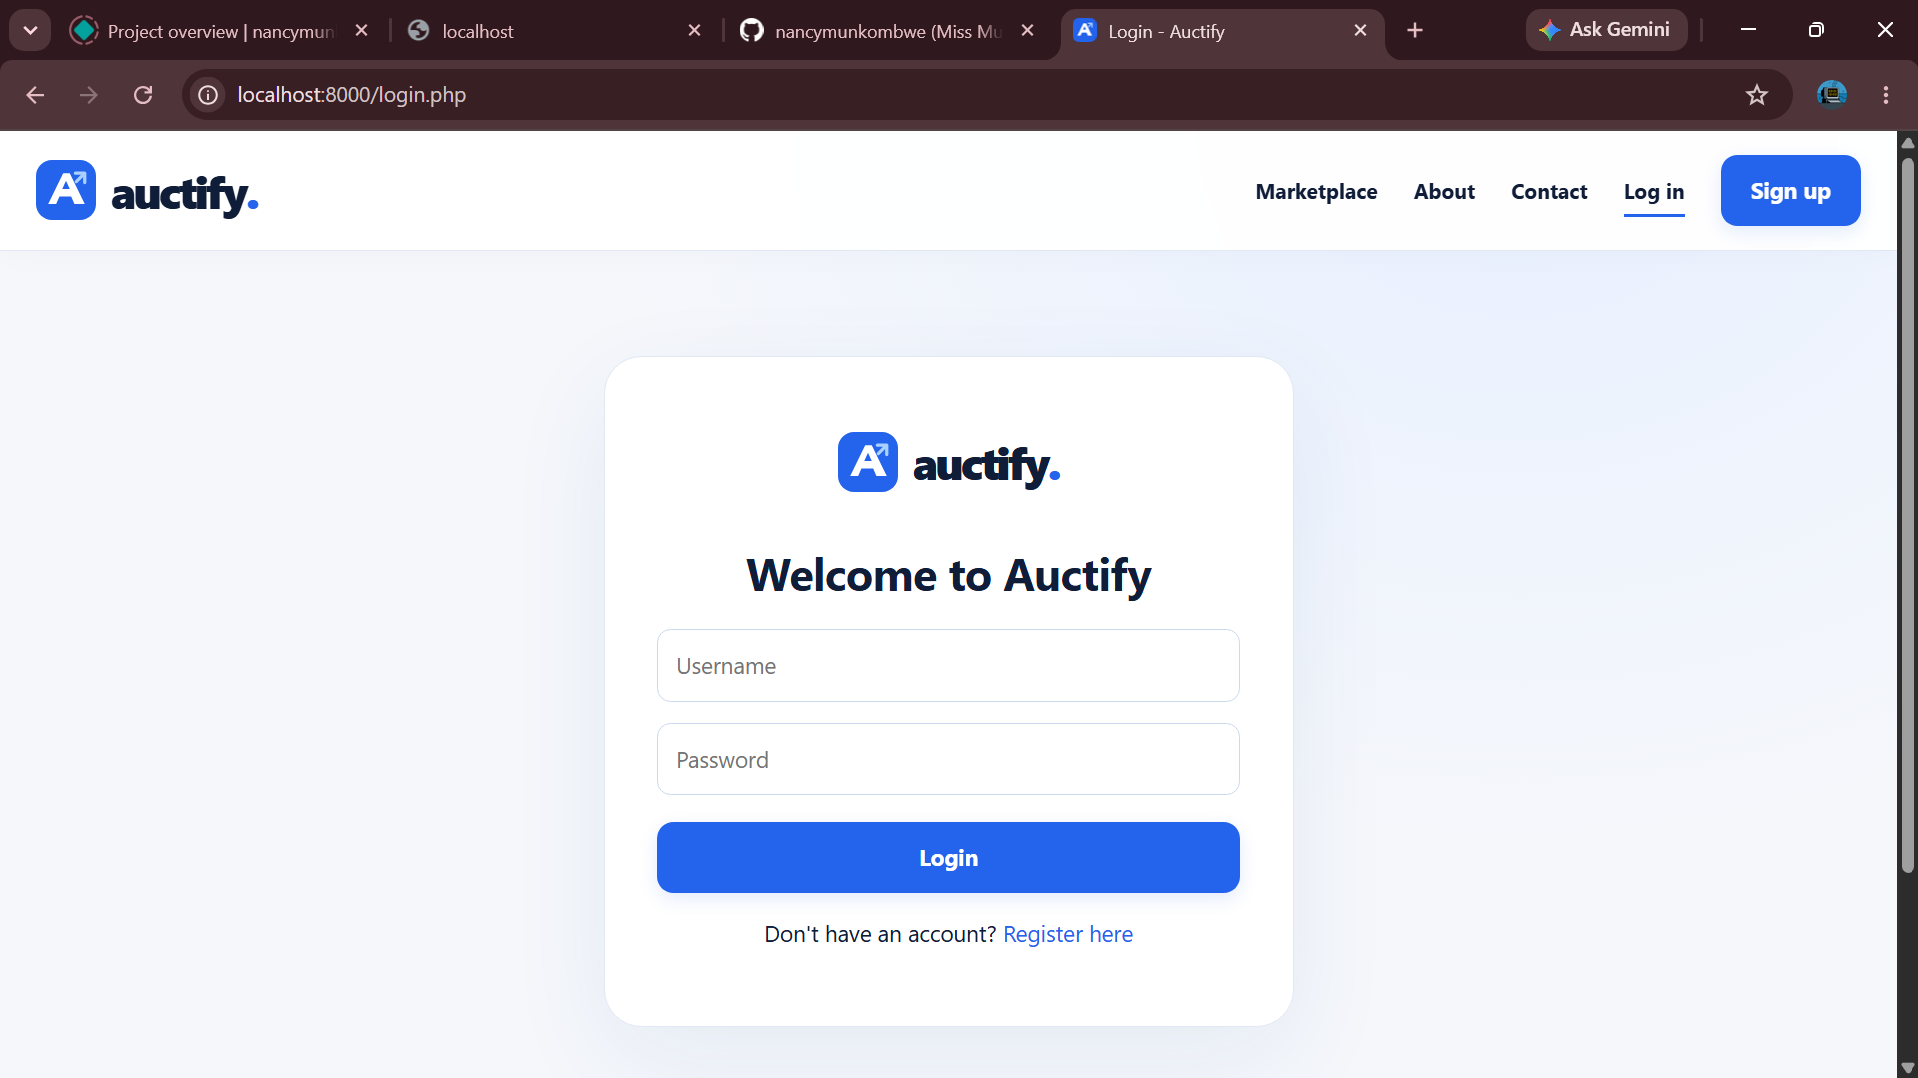 Project overview | nancymun
localhost
nancymunkombwe (Miss Mu
Login - Auctify
Ask Gemini
localhost:8000/login.php
A auctify.
Marketplace
About
Contact
Log in
Sign up
A auctify.
Welcome to Auctify
Username
Password
Login
Don't have an account? Register here